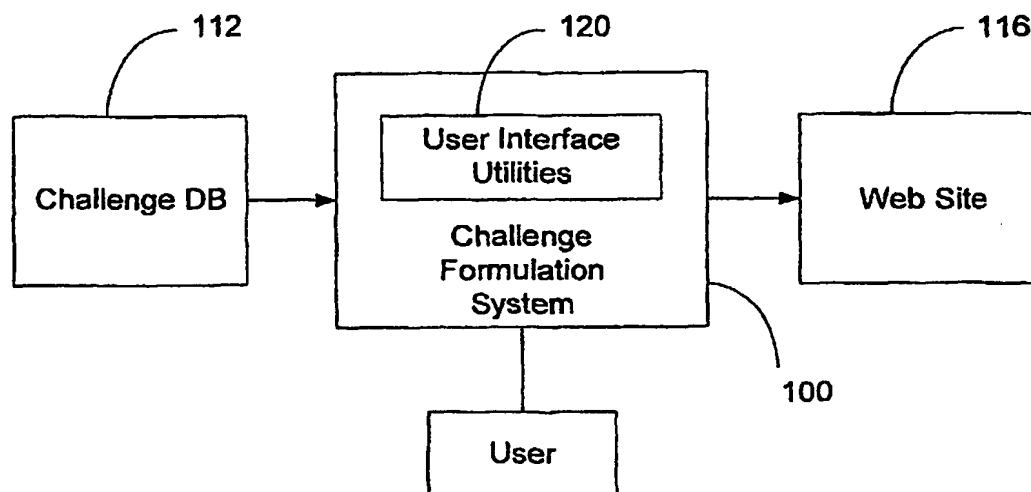 112
120
116
Challenge DB
User Interface
Utilities
Challenge
Formulation
System
Web Site
100
User